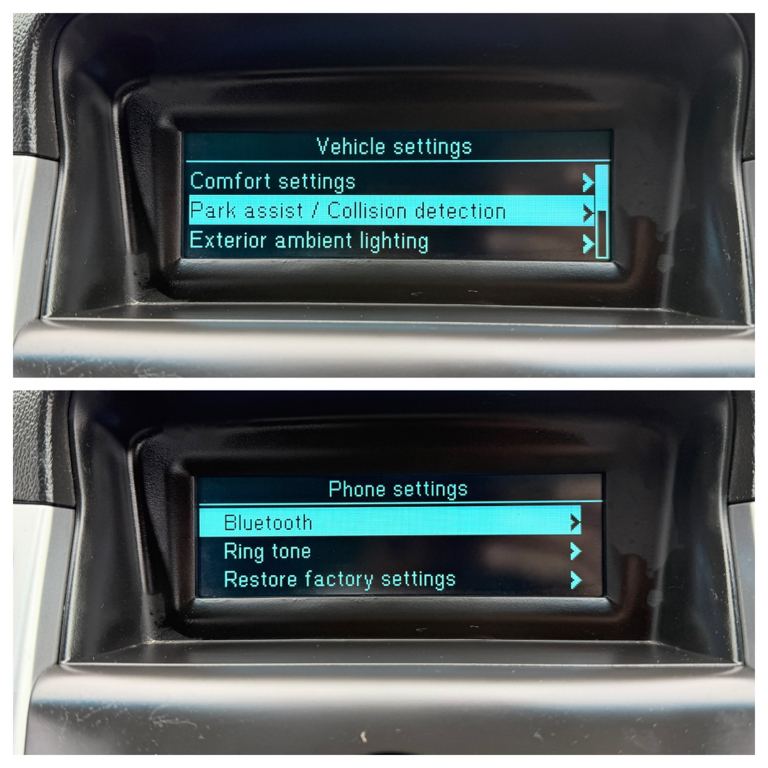 Vehicle settings
Comfort settings
Park assist / Collision detection
Exterior ambient lighting
Phone settings
Bluetooth
Ring tone
Restore factory settings